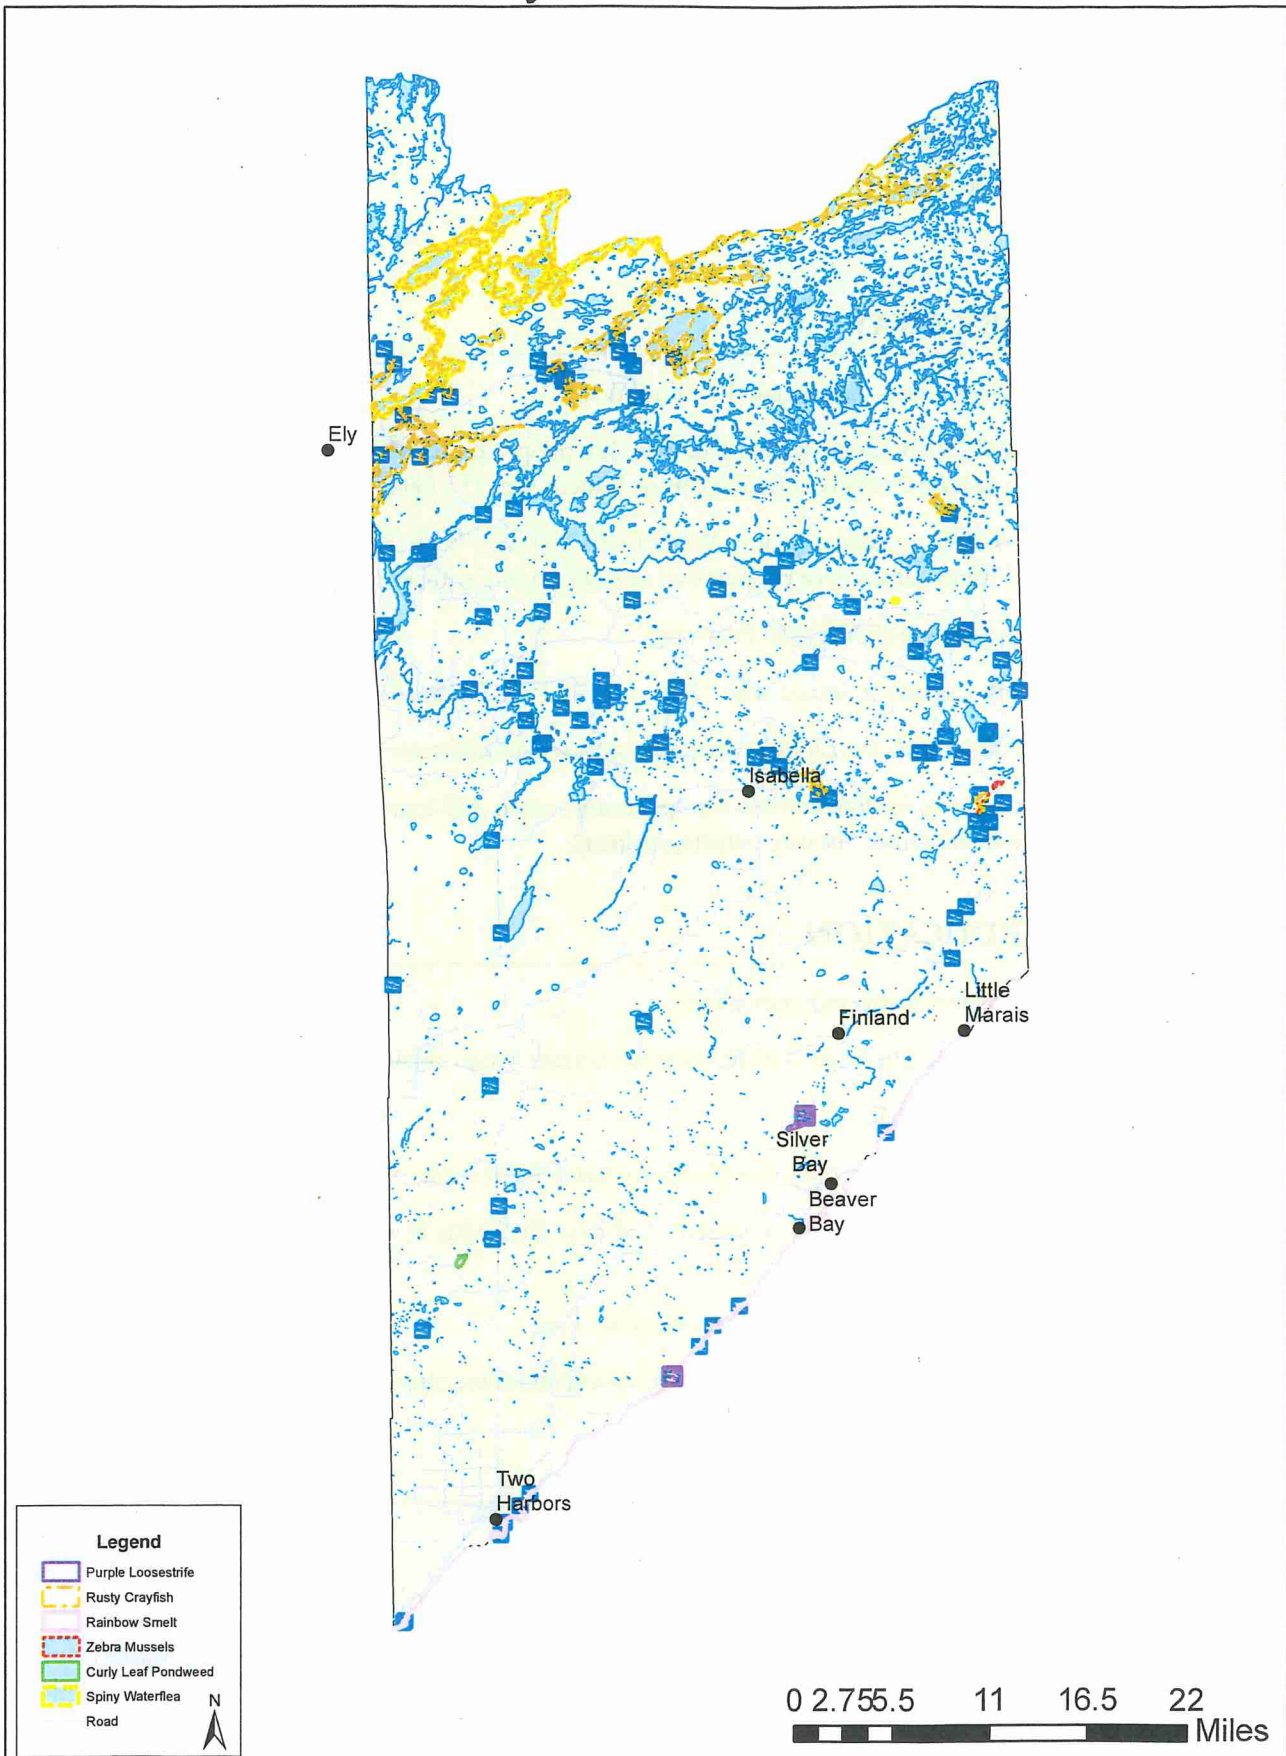 Ely
Isabella
Little
Marais
Finland
Silver
Bay
Beaver
Bay
Two
Harbors
Legend
Purple Loosestrife
Rusty Crayfish
Rainbow Smelt
Zebra Mussels
Curly Leaf Pondweed
Spiny Waterflea
Road
N
0 2.755.5 11 16.5 22
Miles